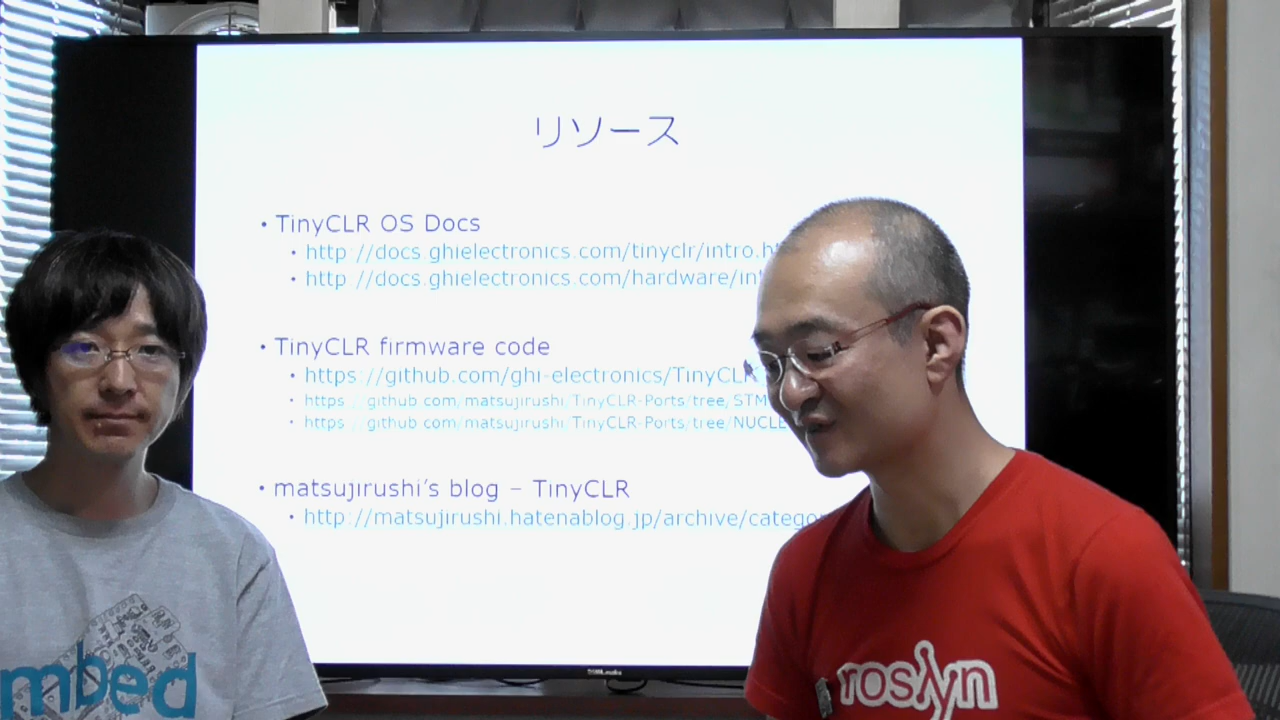 リソース
• TinyCLR OS Docs
• http://docs.ghielectronics.com/tinyclr/intro.ht
• http://docs.ghielectronics.com/hardware/int
• TinyCLR firmware code
• https://github.com/ghi-electronics/TinyCLR
• https://github.com/matsujirushi/TinyCLR-Ports/tree/STM
• https://github.com/matsujirushi/TinyCLR-Ports/tree/NUCLE
• matsujirushi's blog – TinyCLR
• http://matsujirushi.hatenablog.jp/archive/categor
mbed
roslyn